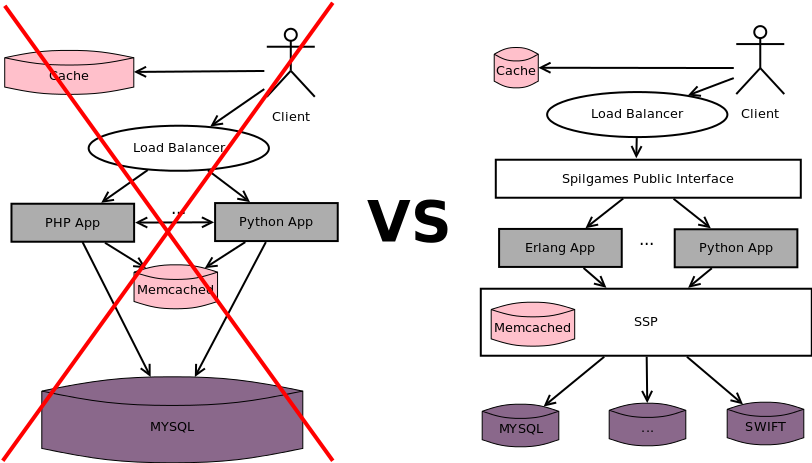 Cache
Client
Load Balancer
PHP App
...
Python App
Memcached
MYSQL
VS
Cache
Client
Load Balancer
Spilgames Public Interface
Erlang App
...
Python App
Memcached
SSP
MYSQL
...
SWIFT